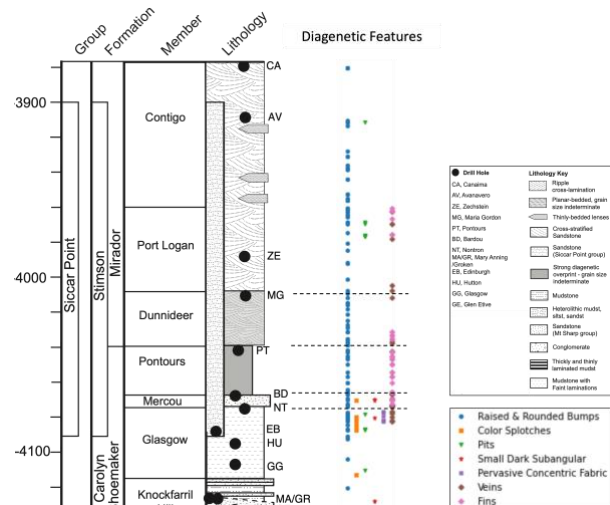 Group
Formation
Member
Lithology
Diagenetic Features
-3900
-4000
-4100
Siccar Point
Stimson
Mirador
Carolyn
Shoemaker
Contigo
Port Logan
Dunnideer
Pontours
Mercou
Glasgow
Knockfarril
CA
AV
ZE
MG
PT
BD
NT
EB
HU
GG
MA/GR
Drill Hole
CA, Canaima
AV, Avanavero
ZE, Zechstein
MG, Maria Gordon
PT, Pontours
BD, Bardou
NT, Nontron
MA/GR, Mary Anning
/Groken
EB, Edinburgh
HU, Hutton
GG, Glasgow
GE, Glen Etive
Lithology Key
Ripple
cross-lamination
Planar-bedded, grain
size indeterminate
Thinly-bedded lenses
Cross-stratified
Sandstone
Sandstone
(Siccar Point group)
Strong diagenetic
overprint - grain size
indeterminate
Mudstone
Heterolithic mudst,
sltst, sandst
Sandstone
(Mt Sharp group)
Conglomerate
Thickly and thinly
laminated mudst
Mudstone with
Faint laminations
Raised & Rounded Bumps
Color Splotches
Pits
Small Dark Subangular
Pervasive Concentric Fabric
Veins
Fins